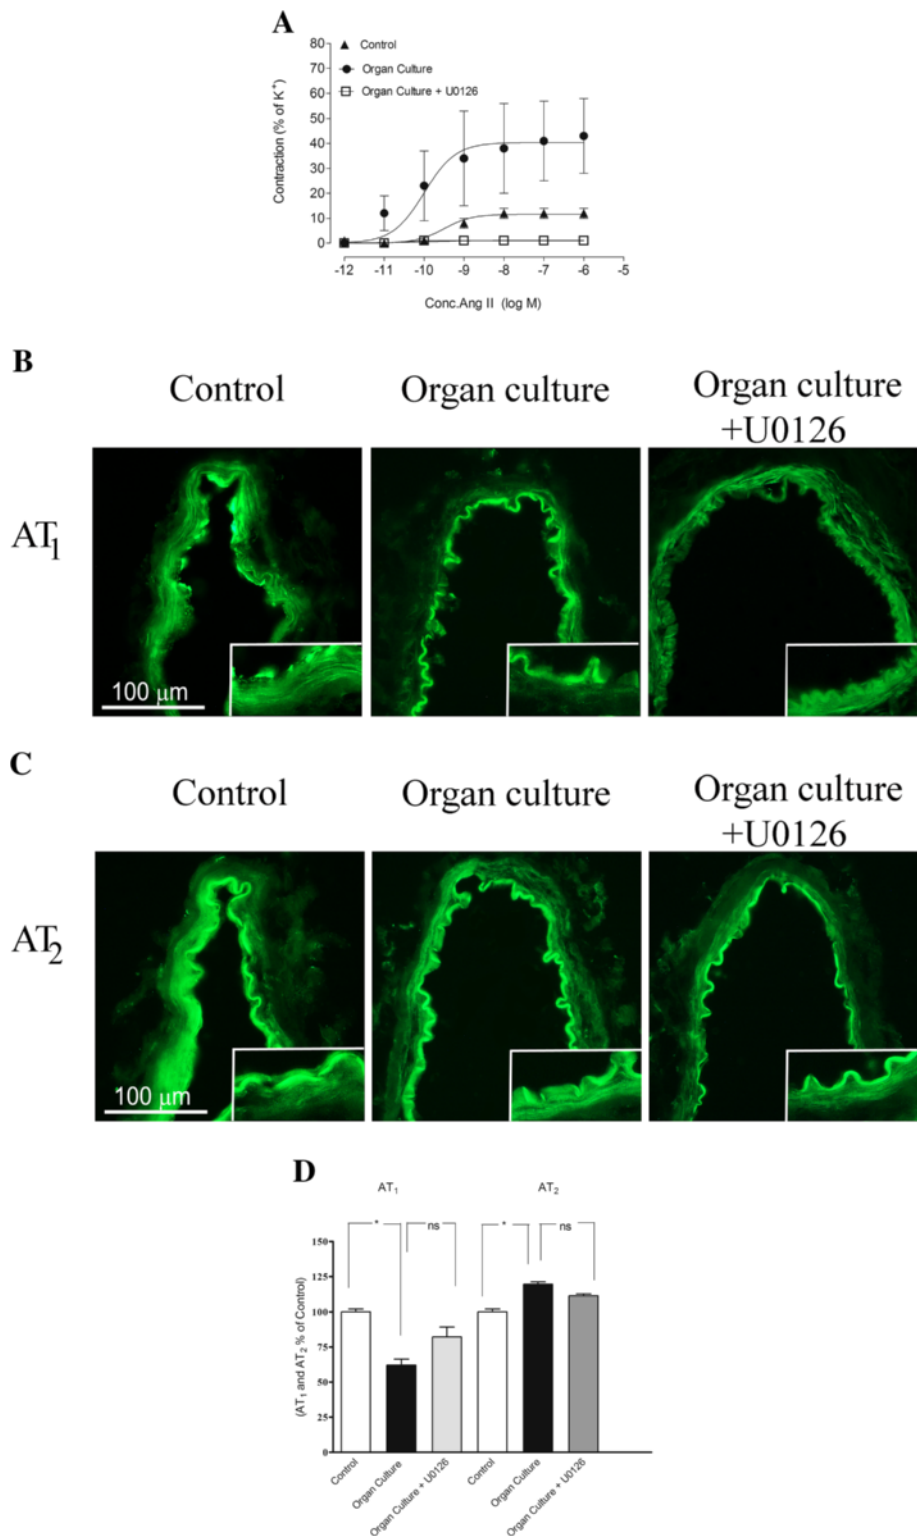 A
80
70
60
50
40
30
20
10
0
Contraction (% of K⁺)
Control
Organ Culture
Organ Culture + U0126
-12 -11 -10 -9 -8 -7 -6 -5
Conc.Ang II (log M)
B
Control
Organ culture
Organ culture
+U0126
AT₁
100 µm
C
Control
Organ culture
Organ culture
+U0126
AT₂
100 µm
D
AT₁
AT₂
* ns * ns
150
125
100
75
50
25
0
(AT₁ and AT₂ % of Control)
Control
Organ Culture
Organ Culture + U0126
Control
Organ Culture
Organ Culture + U0126